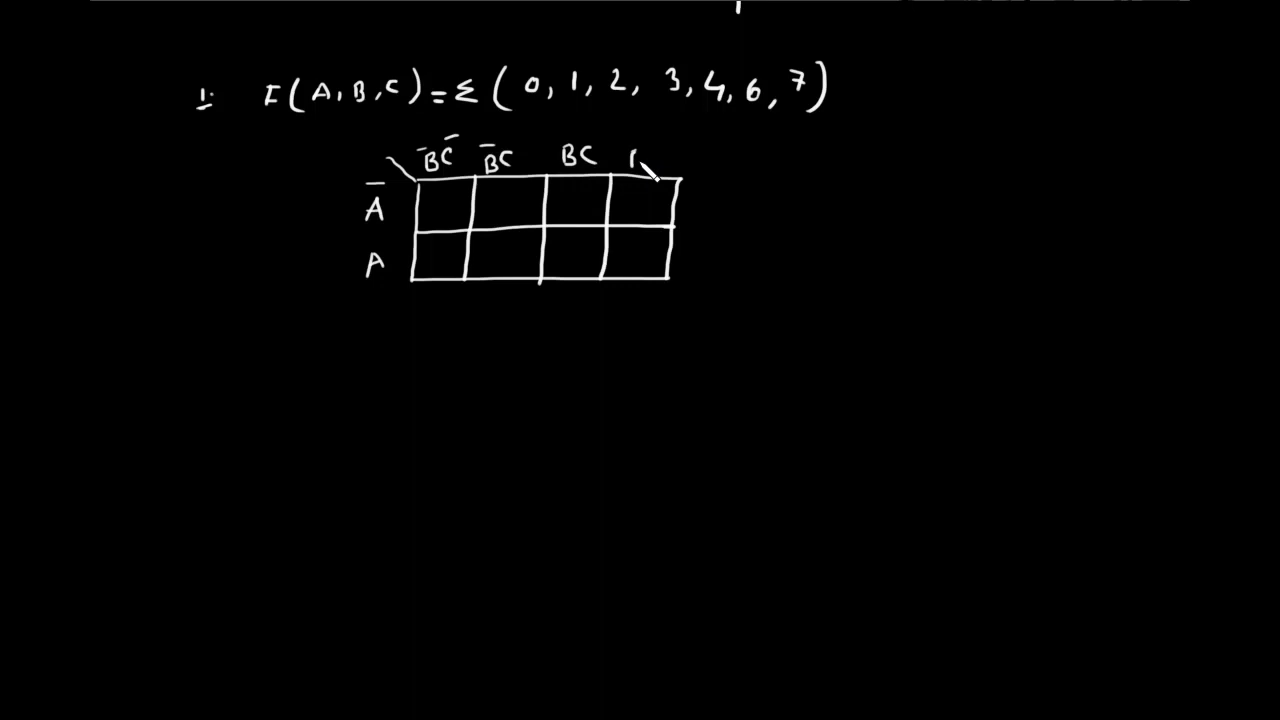 1. F(A, B, C) = Σ(0, 1, 2, 3, 4, 6, 7)
B̅C̅ B̅C BC
A̅
A